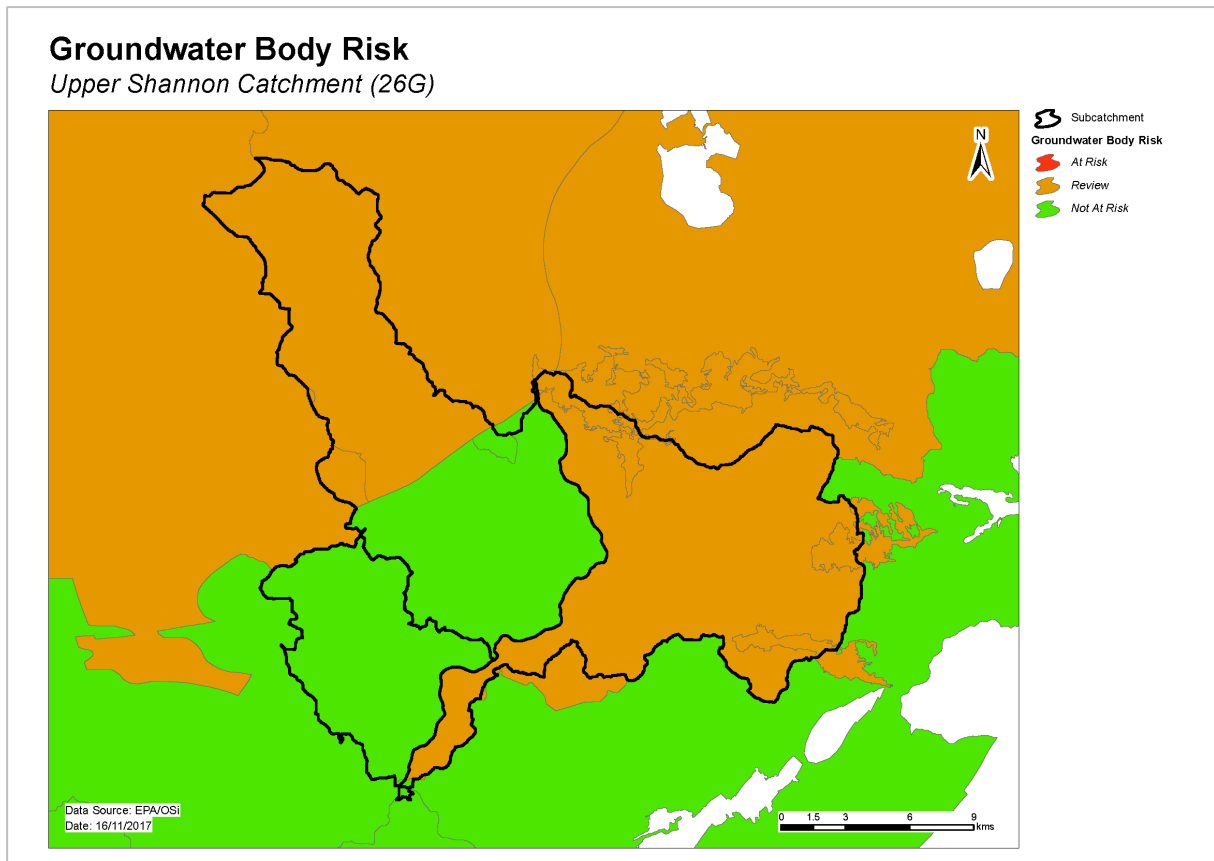 Groundwater Body Risk
Upper Shannon Catchment (26G)
Subcatchment
Groundwater Body Risk
At Risk
Review
Not At Risk
N
Data Source: EPA/OSi
Date: 16/11/2017
0 1.5 3 6 9
kms